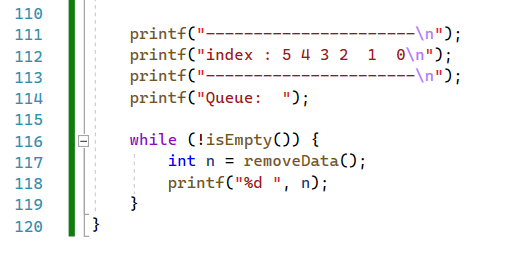 110
111 printf("----------------------\n");
112 printf("index : 5 4 3 2  1  0\n");
113 printf("----------------------\n");
114 printf("Queue:  ");
115
116 while (!isEmpty()) {
117 int n = removeData();
118 printf("%d ", n);
119 }
120 }